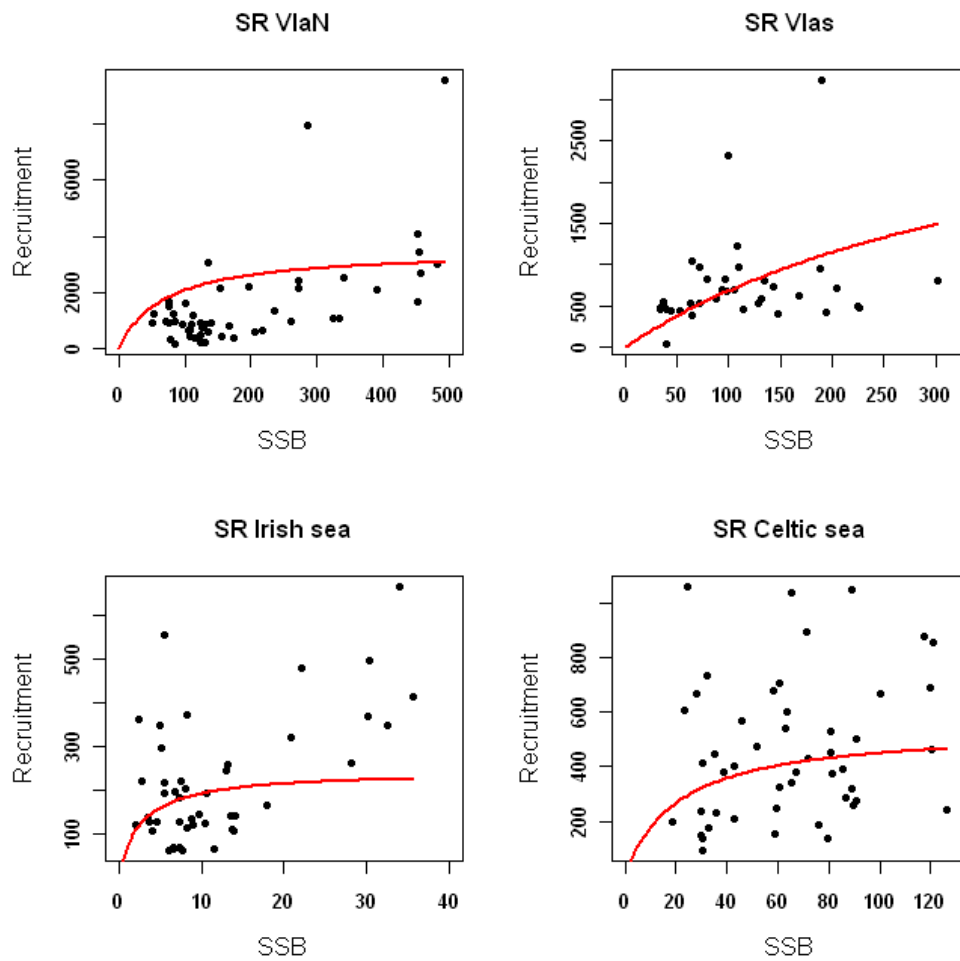 SR VIaN
Recruitment
0 2000 6000
0 100 200 300 400 500
SSB
SR VIas
Recruitment
0 500 1500 2500
0 50 100 150 200 250 300
SSB
SR Irish sea
Recruitment
100 300 500
0 10 20 30 40
SSB
SR Celtic sea
Recruitment
200 400 600 800
0 20 40 60 80 100 120
SSB